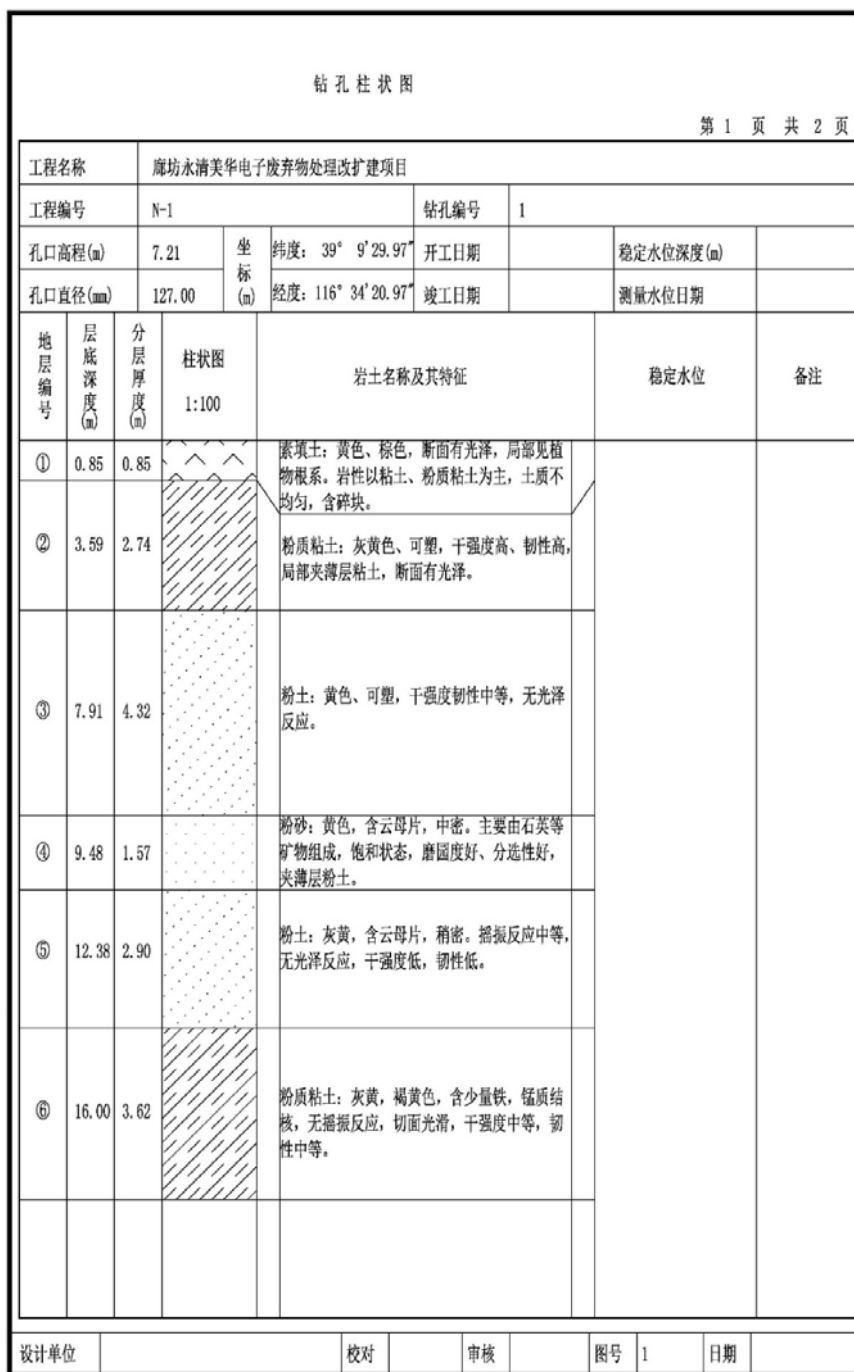 钻孔柱状图
第 1 页 共 2 页
工程名称 廊坊永清美华电子废弃物处理改扩建项目
工程编号 N-1 钻孔编号 1
孔口高程(m) 7.21 坐标(m) 纬度: 39° 9'29.97" 开工日期 稳定水位深度(m)
孔口直径(mm) 127.00 经度: 116° 34'20.97" 竣工日期 测量水位日期
地层编号 层底深度(m) 分层厚度(m) 柱状图 1:100 岩土名称及其特征 稳定水位 备注
① 0.85 0.85 素填土: 黄色、棕色, 断面有光泽, 局部见植
物根系。岩性以粘土、粉质粘土为主, 土质不
均匀, 含碎块。
② 3.59 2.74 粉质粘土: 灰黄色、可塑, 干强度高、韧性高,
局部夹薄层粘土, 断面有光泽。
③ 7.91 4.32 粉土: 黄色、可塑, 干强度韧性中等, 无光泽
反应。
④ 9.48 1.57 粉砂: 黄色, 含云母片, 中密。主要由石英等
矿物组成, 饱和状态, 磨圆度好、分选性好,
夹薄层粉土。
⑤ 12.38 2.90 粉土: 灰黄, 含云母片, 稍密。摇振反应中等,
无光泽反应, 干强度低, 韧性低。
⑥ 16.00 3.62 粉质粘土: 灰黄, 褐黄色, 含少量铁, 锰质结
核, 无摇振反应, 切面光滑, 干强度中等, 韧
性中等。
设计单位 校对 审核 图号 1 日期